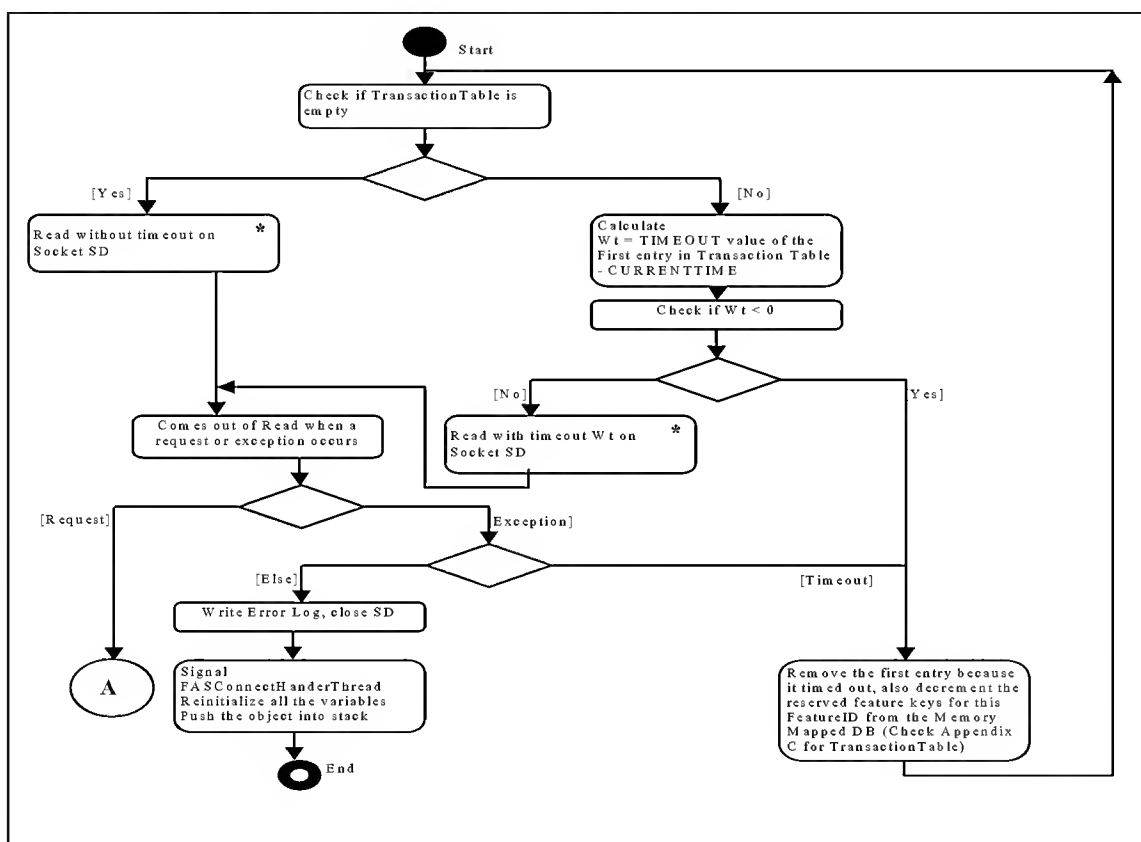 Start
Check if TransactionTable is
empty
[Yes]
[No]
Read without timeout on *
Socket SD
Calculate
Wt = TIMEOUT value of the
First entry in Transaction Table
- CURRENTTIME
Check if Wt < 0
[No]
[Yes]
Comes out of Read when a
request or exception occurs
Read with timeout Wt on *
Socket SD
[Request]
Exception]
[Else]
[Timeout]
Write Error Log, close SD
A
Signal
FASConnectHanderThread
Reinitialize all the variables
Push the object into stack
Remove the first entry because
it timed out, also decrement the
reserved feature keys for this
FeatureID from the Memory
Mapped DB (Check Appendix
C for TransactionTable)
End